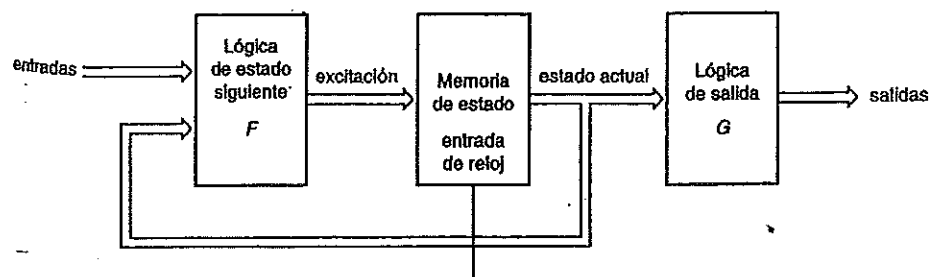 entradas
Lógica
de estado
siguiente
F
excitación
Memoria
de estado
entrada
de reloj
estado actual
Lógica
de salida
G
salidas